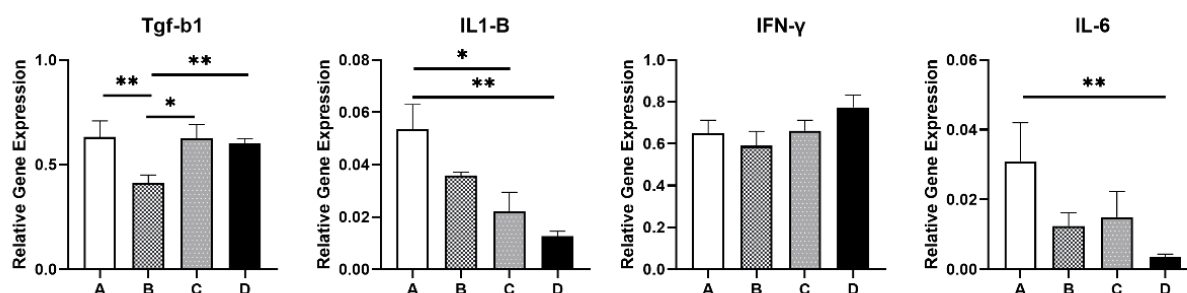 Tgf-b1
Relative Gene Expression
1.0
0.5
0.0
**
**
*
A B C D
IL1-B
Relative Gene Expression
0.08
0.06
0.04
0.02
0.00
*
**
A B C D
IFN-γ
Relative Gene Expression
1.0
0.8
0.6
0.4
0.2
0.0
A B C D
IL-6
Relative Gene Expression
0.06
0.04
0.02
0.00
**
A B C D